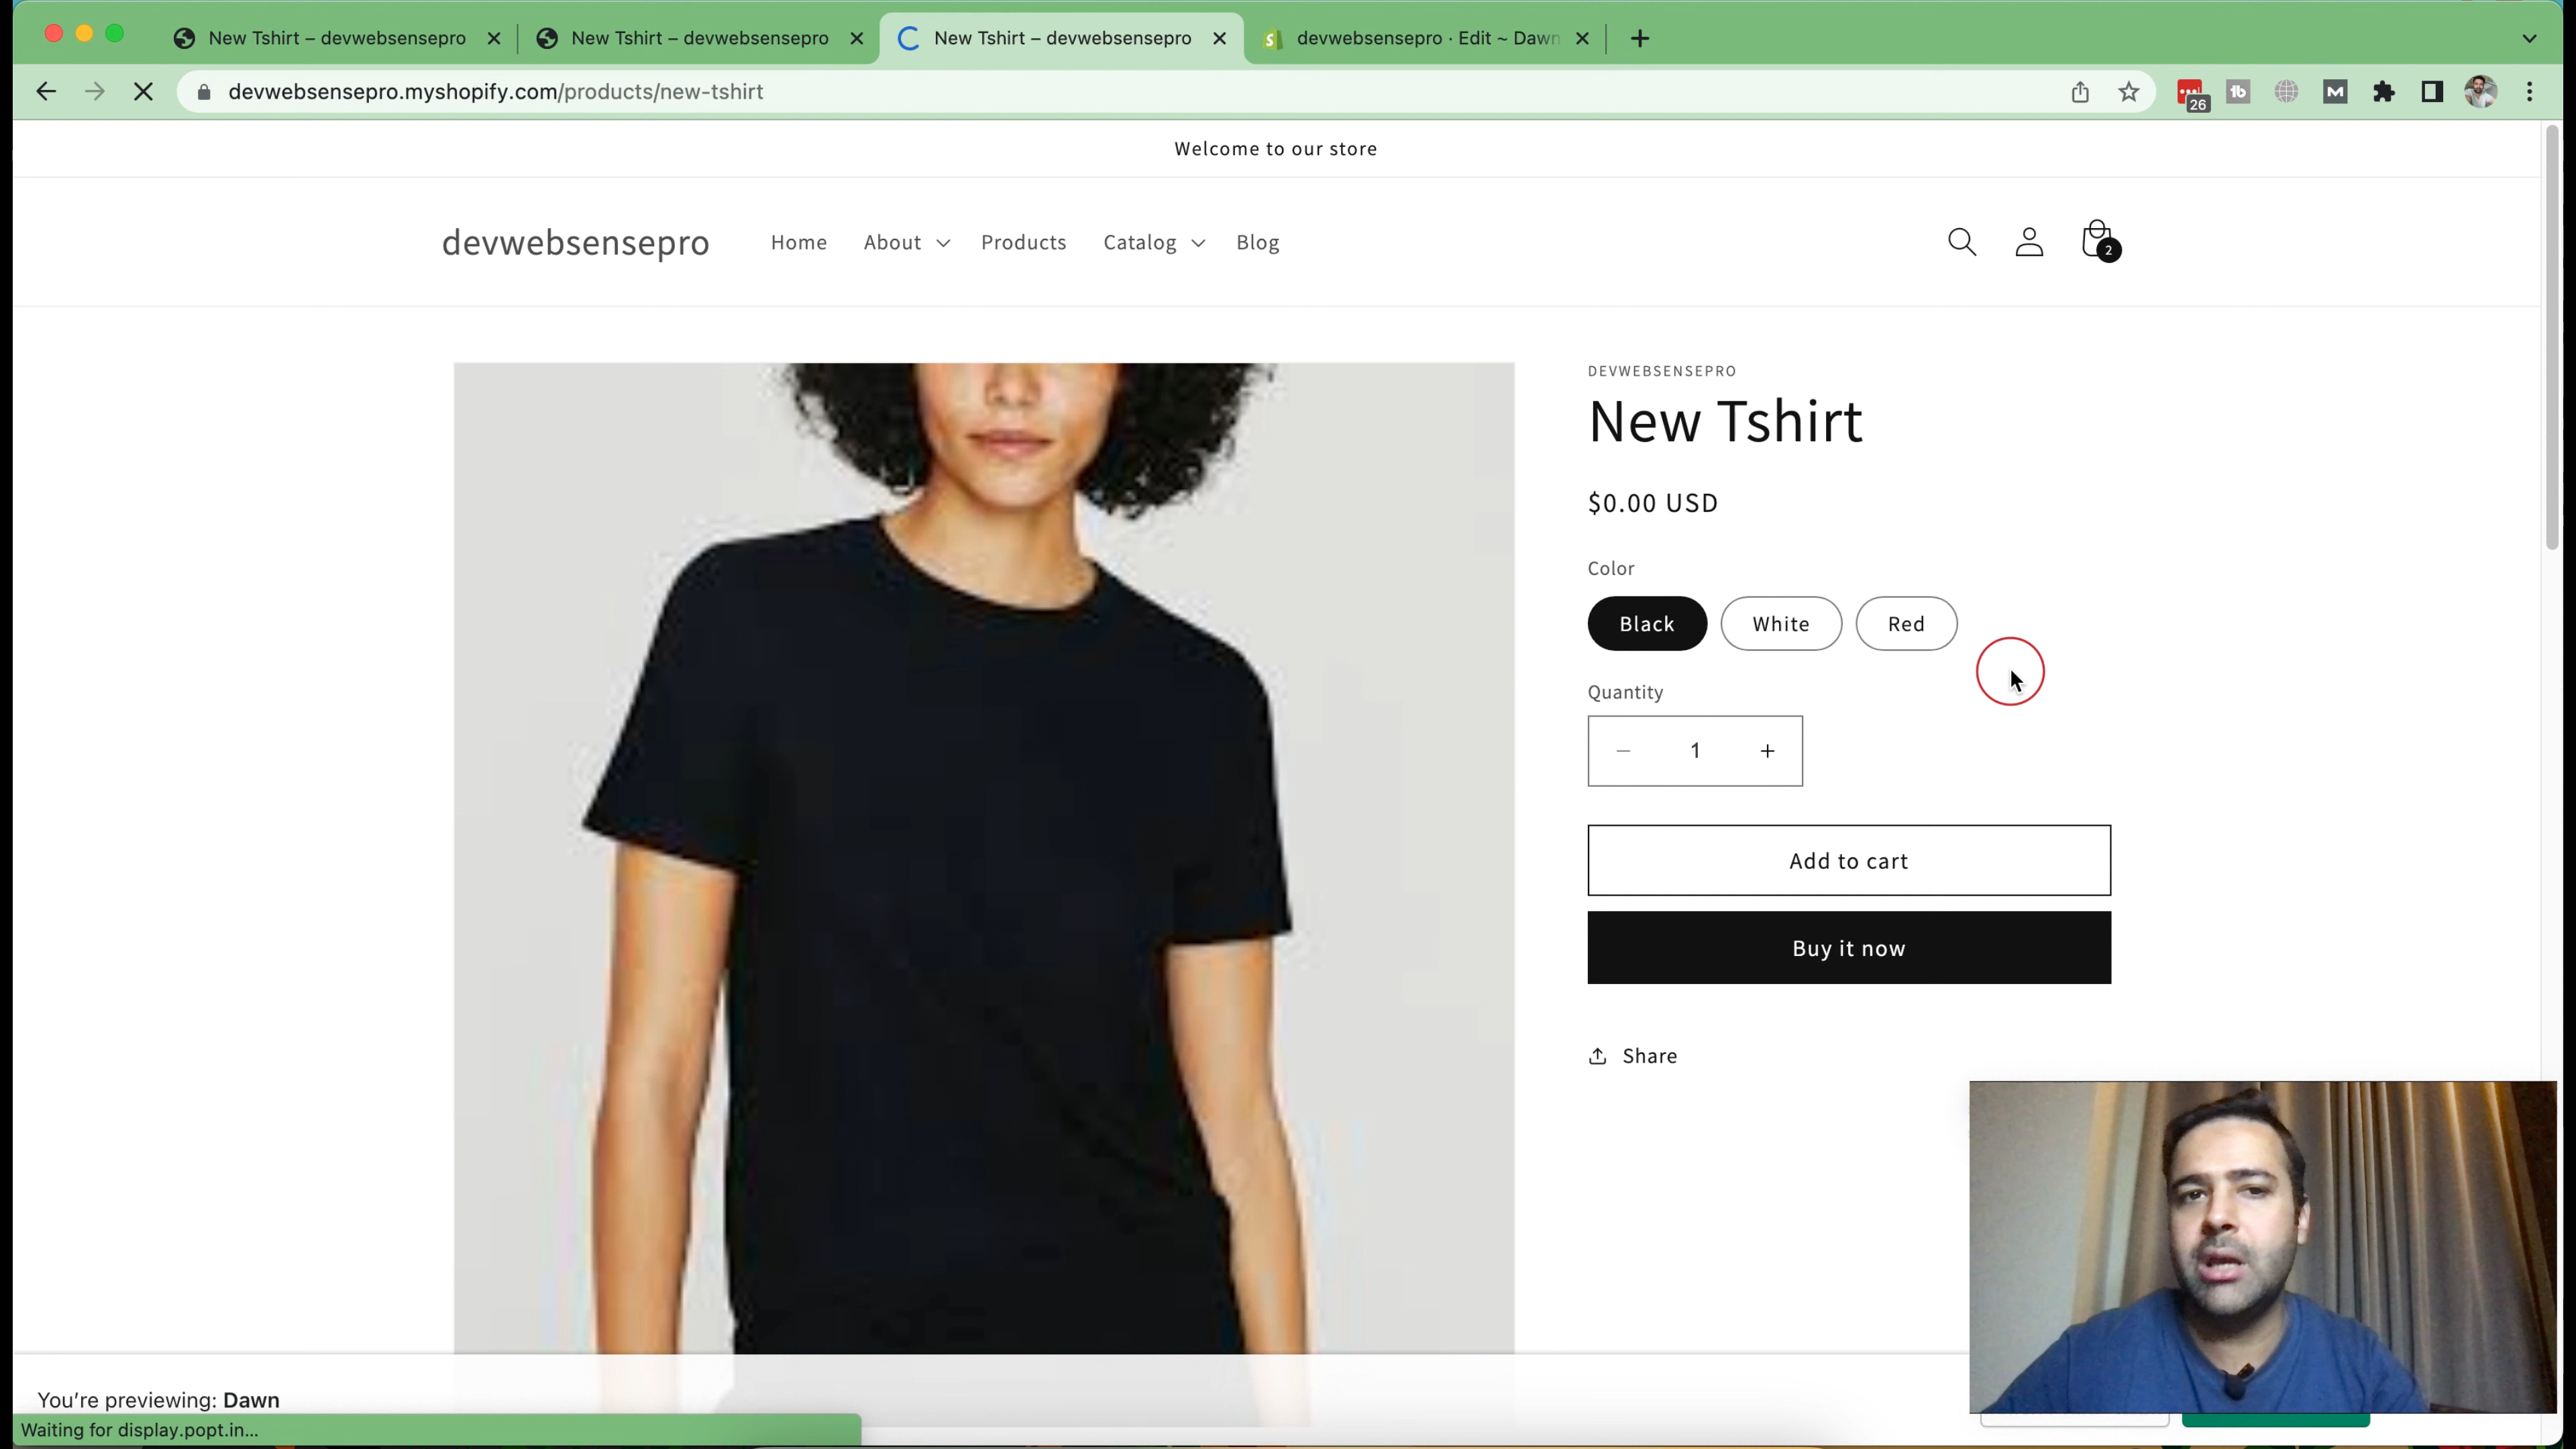 New Tshirt – devwebsensepro
New Tshirt – devwebsensepro
New Tshirt – devwebsensepro
devwebsensepro · Edit ~ Dawn
devwebsensepro.myshopify.com/products/new-tshirt
26
Welcome to our store
devwebsensepro
Home
About
Products
Catalog
Blog
2
DEVWEBSENSEPRO
New Tshirt
$0.00 USD
Color
Black
White
Red
Quantity
1
Add to cart
Buy it now
Share
You're previewing: Dawn
Waiting for display.popt.in...